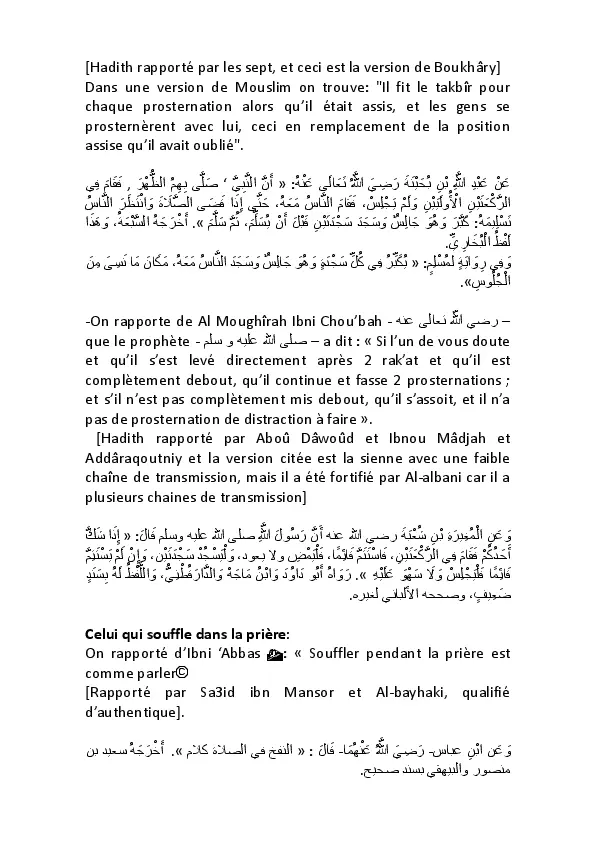 [Hadith rapporté par les sept, et ceci est la version de Boukhâry]
Dans une version de Mouslim on trouve: "Il fit le takbîr pour
chaque prosternation alors qu’il était assis, et les gens se
prosternèrent avec lui, ceci en remplacement de la position
assise qu’il avait oublié".
عَنْ عَبْدِ اللَّهِ بْنِ بُحَيْنَةَ رَضِيَ اللَّهُ تَعَالَى عَنْهُ: « أَنَّ النَّبِيَّ ‘ صَلَّى بِهِمُ الظُّهْرَ , فَقَامَ فِي
الرَّكْعَتَيْنِ الْأُولَيَيْنِ وَلَمْ يَجْلِسْ، فَقَامَ النَّاسُ مَعَهُ، حَتَّى إِذَا قَضَى الصَّلَاةَ وَانْتَظَرَ النَّاسُ
تَسْلِيمَهُ: كَبَّرَ وَهُوَ جَالِسٌ وَسَجَدَ سَجْدَتَيْنِ قَبْلَ أَنْ يُسَلِّمَ، ثُمَّ سَلَّمَ ». أَخْرَجَهُ السَّبْعَةُ، وَهَذَا
لَفْظُ الْبُخَارِيِّ.
وَفِي رِوَايَةٍ لِمُسْلِمٍ: « يُكَبِّرُ فِي كُلِّ سَجْدَةٍ وَهُوَ جَالِسٌ وَسَجَدَ النَّاسُ مَعَهُ، مَكَانَ مَا نَسِيَ مِنَ
الْجُلُوسِ».
-On rapporte de Al Moughîrah Ibni Chou’bah - رضي الله تعالى عنه –
que le prophète - صلى الله عليه و سلم – a dit : « Si l’un de vous doute
et qu’il s’est levé directement après 2 rak’at et qu’il est
complètement debout, qu’il continue et fasse 2 prosternations ;
et s’il n’est pas complètement mis debout, qu’il s’assoit, et il n’a
pas de prosternation de distraction à faire ».
[Hadith rapporté par Aboû Dâwoûd et Ibnou Mâdjah et
Addâraqoutniy et la version citée est la sienne avec une faible
chaîne de transmission, mais il a été fortifié par Al-albani car il a
plusieurs chaines de transmission]
وَعَنِ الْمُغِيرَةِ بْنِ شُعْبَةَ رضي الله عنه أَنَّ رَسُولَ اللَّهِ صلى الله عليه وسلم قَالَ: « إِذَا شَكَّ
أَحَدُكُمْ فَقَامَ فِي الرَّكْعَتَيْنِ، فَاسْتَتَمَّ قَائِمًا، فَلْيَمْضِ ولا يعود، وَلْيَسْجُدْ سَجْدَتَيْنِ، وَإِنْ لَمْ يَسْتَتِمَّ
قَائِمًا فَلْيَجْلِسْ وَلَا سَهْوَ عَلَيْهِ ». رَوَاهُ أَبُو دَاوُدَ وَابْنُ مَاجَهْ وَالدَّارَقُطْنِيُّ، وَاللَّفْظُ لَهُ بِسَنَدٍ
ضَعِيفٍ، وصححه الألباني لغيره.
Celui qui souffle dans la prière:
On rapporté d’Ibni ‘Abbas : « Souffler pendant la prière est
comme parler©
[Rapporté par Sa3id ibn Mansor et Al-bayhaki, qualifié
d’authentique].
وَعَنِ ابْنِ عباس- رَضِيَ اللَّهُ عَنْهُمَا- قَالَ : « النفخ في الصلاة كلام ». أَخْرَجَهُ سعيد بن
منصور والبيهقي بسند صحيح.